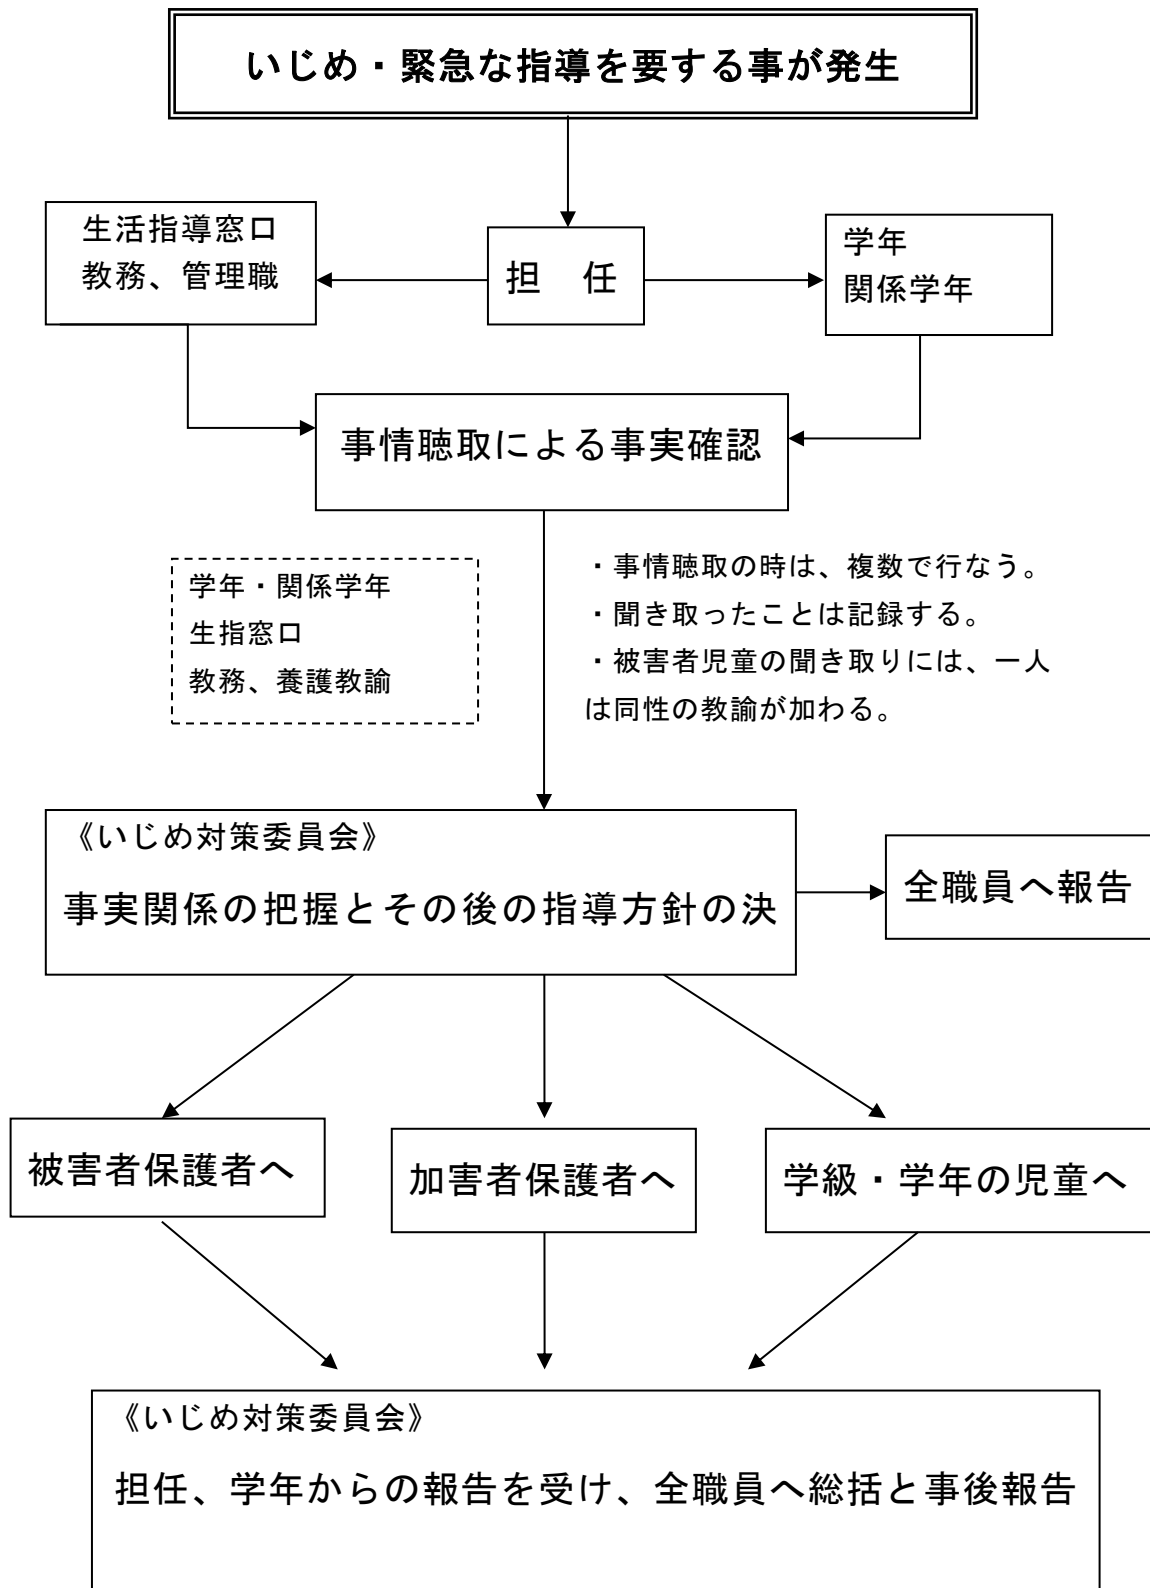 いじめ・緊急な指導を要する事が発生
生活指導窓口
教務、管理職
担　任
学年
関係学年
事情聴取による事実確認
学年・関係学年
生指窓口
教務、養護教諭
・事情聴取の時は、複数で行なう。
・聞き取ったことは記録する。
・被害者児童の聞き取りには、一人
は同性の教諭が加わる。
《いじめ対策委員会》
事実関係の把握とその後の指導方針の決
全職員へ報告
被害者保護者へ
加害者保護者へ
学級・学年の児童へ
《いじめ対策委員会》
担任、学年からの報告を受け、全職員へ総括と事後報告